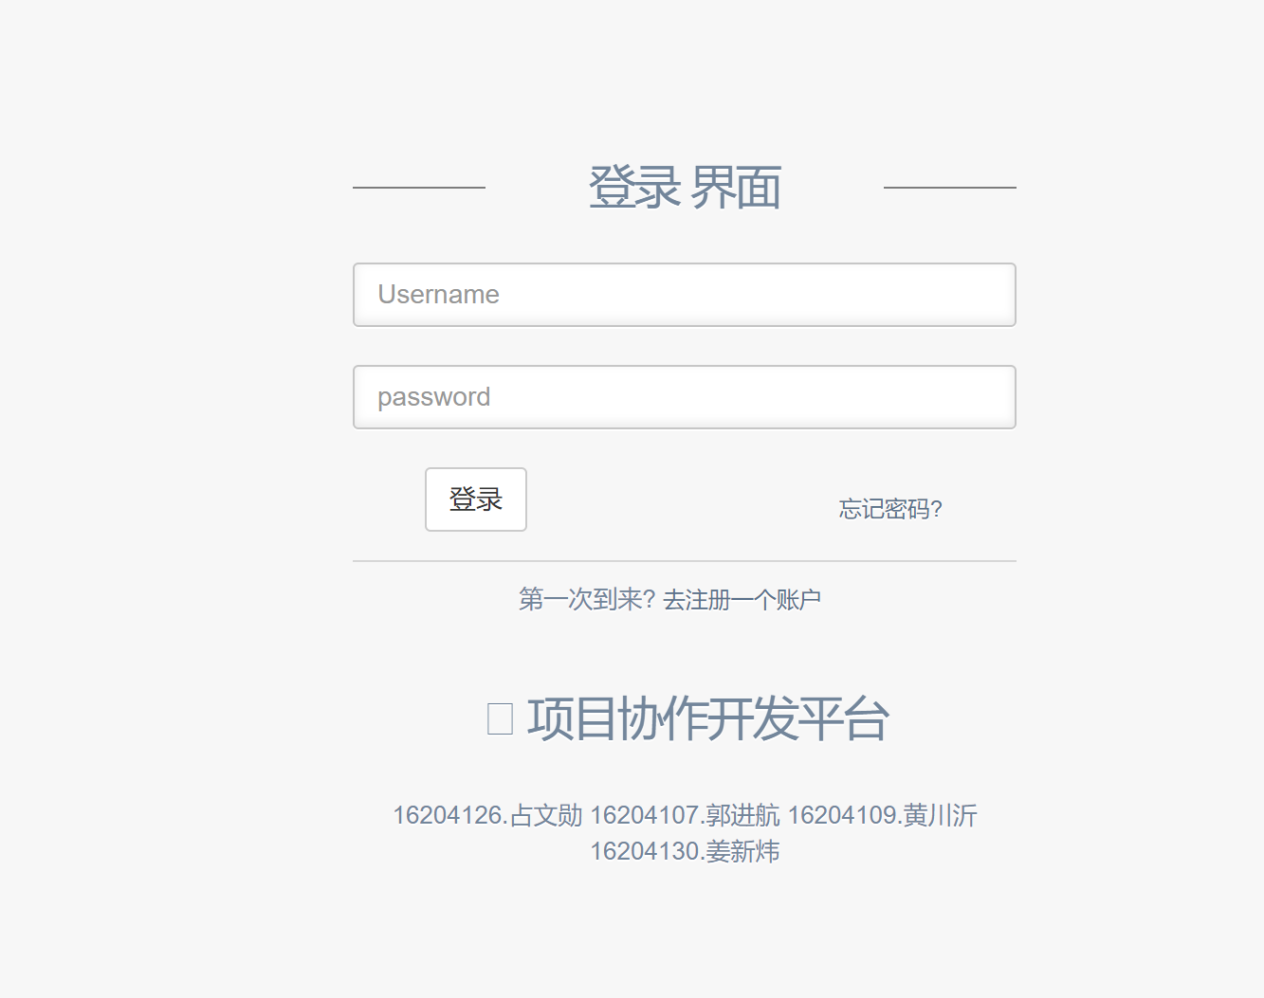 登录 界面
Username
password
登录
忘记密码?
第一次到来? 去注册一个账户
项目协作开发平台
16204126.占文勋 16204107.郭进航 16204109.黄川沂
16204130.姜新炜